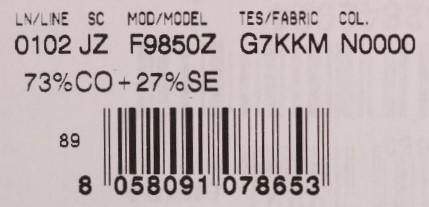 LN/LINE SC MOD/MODEL TES/FABRIC COL.
0102 JZ F9850Z G7KKM N0000
73%CO+27%SE
89
8 058091 078653